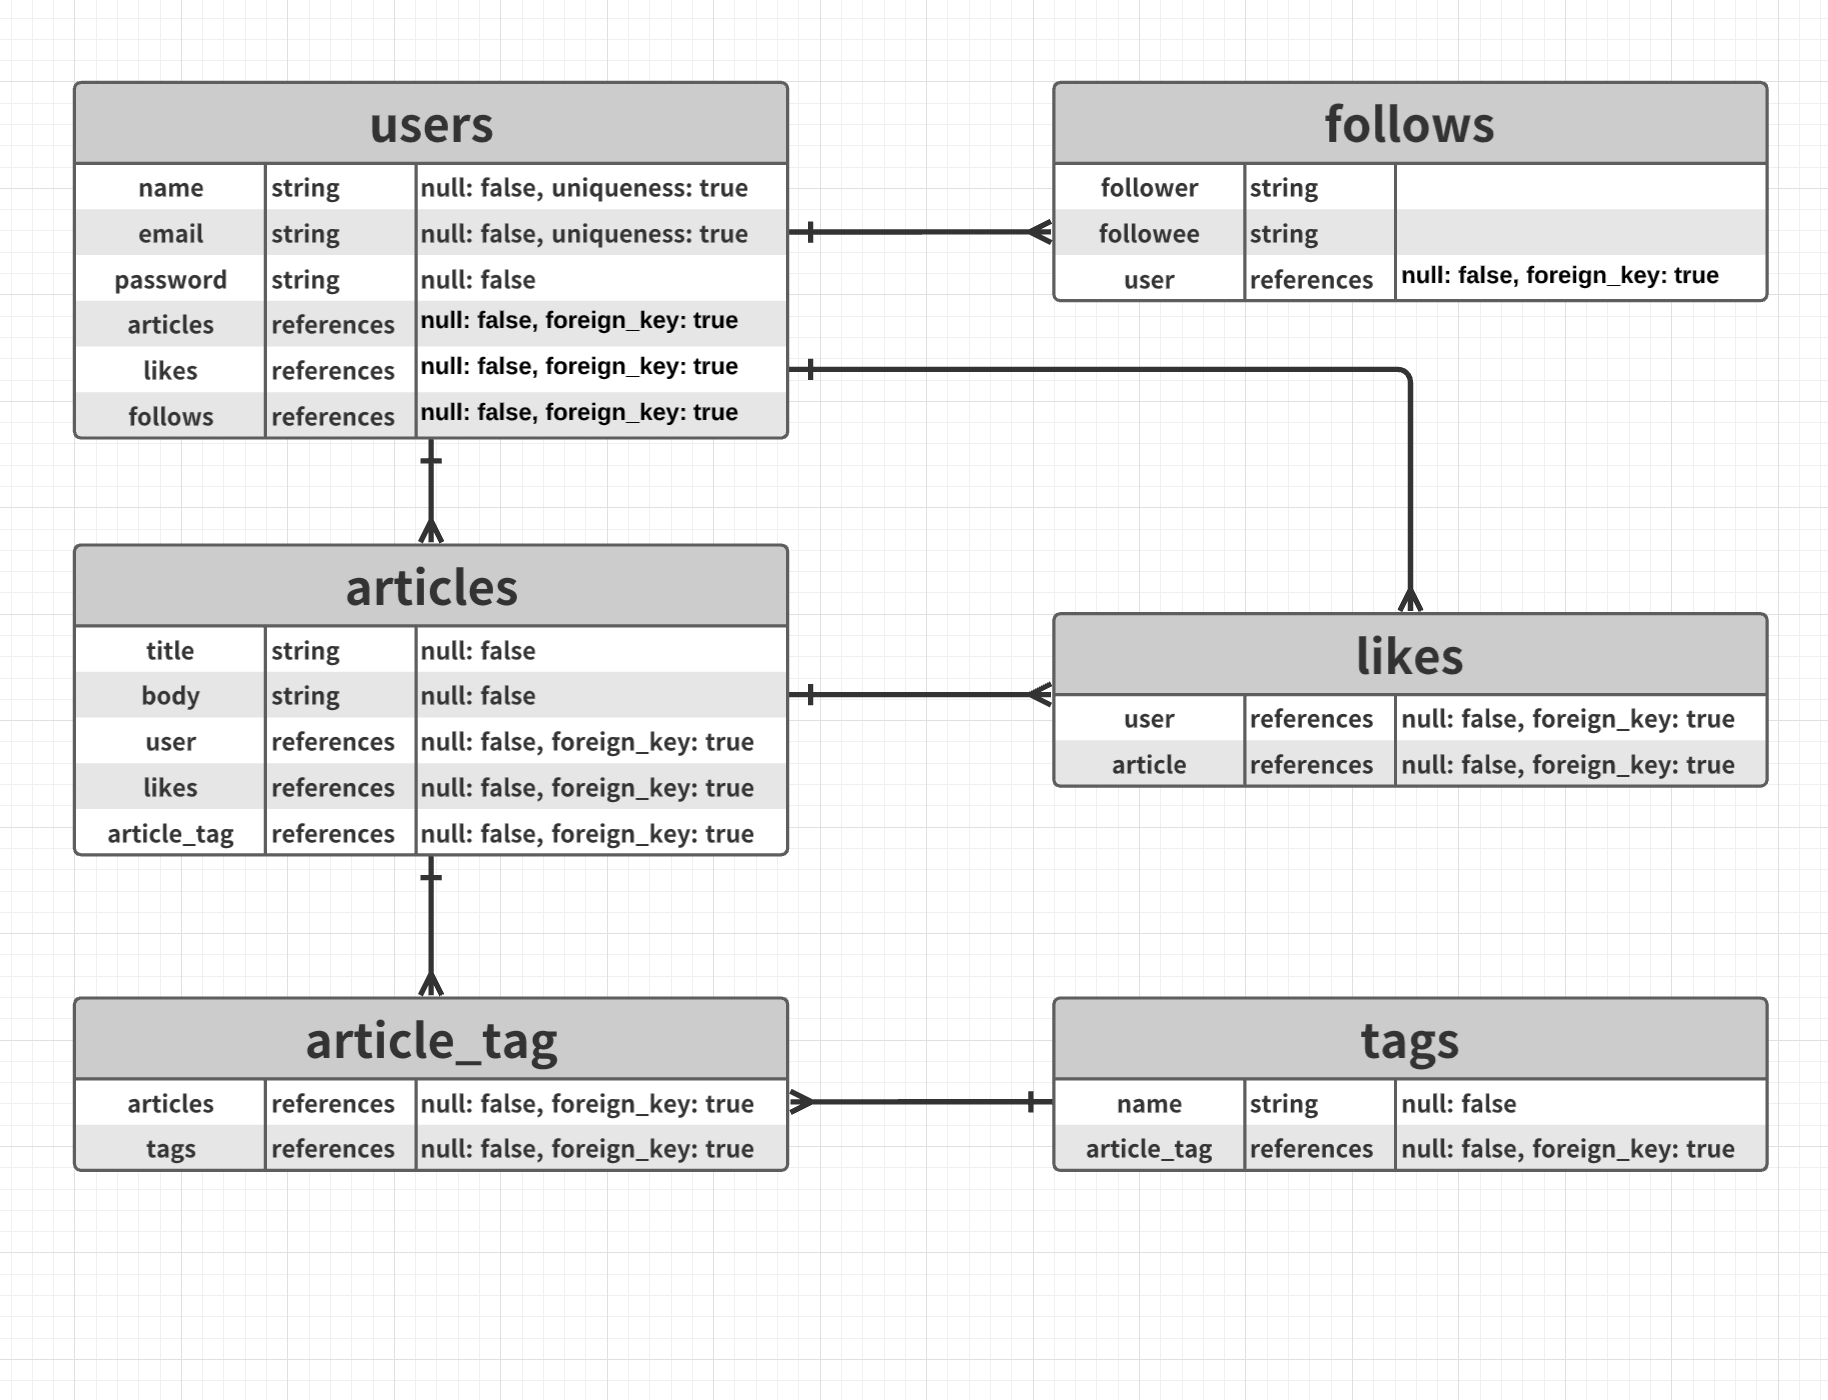 users
name string null: false, uniqueness: true
email string null: false, uniqueness: true
password string null: false
articles references null: false, foreign_key: true
likes references null: false, foreign_key: true
follows references null: false, foreign_key: true
follows
follower string
followee string
user references null: false, foreign_key: true
articles
title string null: false
body string null: false
user references null: false, foreign_key: true
likes references null: false, foreign_key: true
article_tag references null: false, foreign_key: true
likes
user references null: false, foreign_key: true
article references null: false, foreign_key: true
article_tag
articles references null: false, foreign_key: true
tags references null: false, foreign_key: true
tags
name string null: false
article_tag references null: false, foreign_key: true